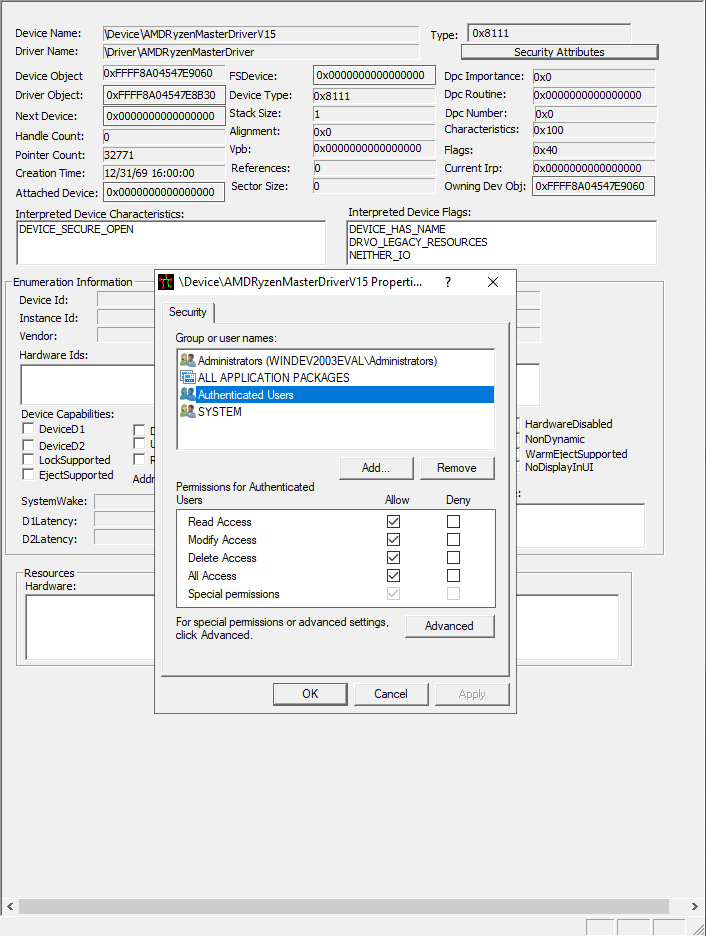 Device Name: \Device\AMDRyzenMasterDriverV15 Type: 0x8111
Driver Name: \Driver\AMDRyzenMasterDriver Security Attributes
Device Object 0xFFFF8A04547E9060 FSDevice: 0x0000000000000000 Dpc Importance: 0x0
Driver Object: 0xFFFF8A04547E8B30 Device Type: 0x8111 Dpc Routine: 0x0000000000000000
Next Device: 0x0000000000000000 Stack Size: 1 Dpc Number: 0x0
Handle Count: 0 Alignment: 0x0 Characteristics: 0x100
Pointer Count: 32771 Vpb: 0x0000000000000000 Flags: 0x40
Creation Time: 12/31/69 16:00:00 References: 0 Current Irp: 0x0000000000000000
Attached Device: 0x0000000000000000 Sector Size: 0 Owning Dev Obj: 0xFFFF8A04547E9060
Interpreted Device Characteristics: Interpreted Device Flags:
DEVICE_SECURE_OPEN DEVICE_HAS_NAME
DRVO_LEGACY_RESOURCES
NEITHER_IO
Enumeration Information
Device Id:
Instance Id:
Vendor:
Hardware Ids:
Device Capabilities:
DeviceD1 D
DeviceD2 U
LockSupported R
EjectSupported Addr
SystemWake:
D1Latency:
D2Latency:
HardwareDisabled
NonDynamic
WarmEjectSupported
NoDisplayInUI
Resources
Hardware:
\Device\AMDRyzenMasterDriverV15 Properti... ?
Security
Group or user names:
Administrators (WINDEV2003EVAL\Administrators)
ALL APPLICATION PACKAGES
Authenticated Users
SYSTEM
Add... Remove
Permissions for Authenticated
Users Allow Deny
Read Access
Modify Access
Delete Access
All Access
Special permissions
For special permissions or advanced settings,
click Advanced. Advanced
OK Cancel Apply